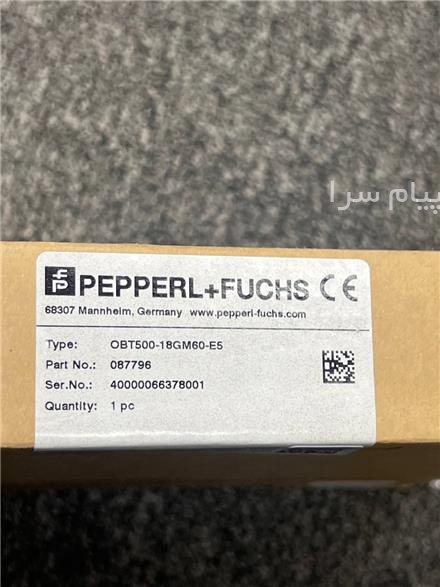 پیام سرا
PEPPERL+FUCHS CE
68307 Mannheim, Germany www.pepperl-fuchs.com
Type: OBT500-18GM60-E5
Part No.: 087796
Ser.No.: 40000066378001
Quantity: 1 pc